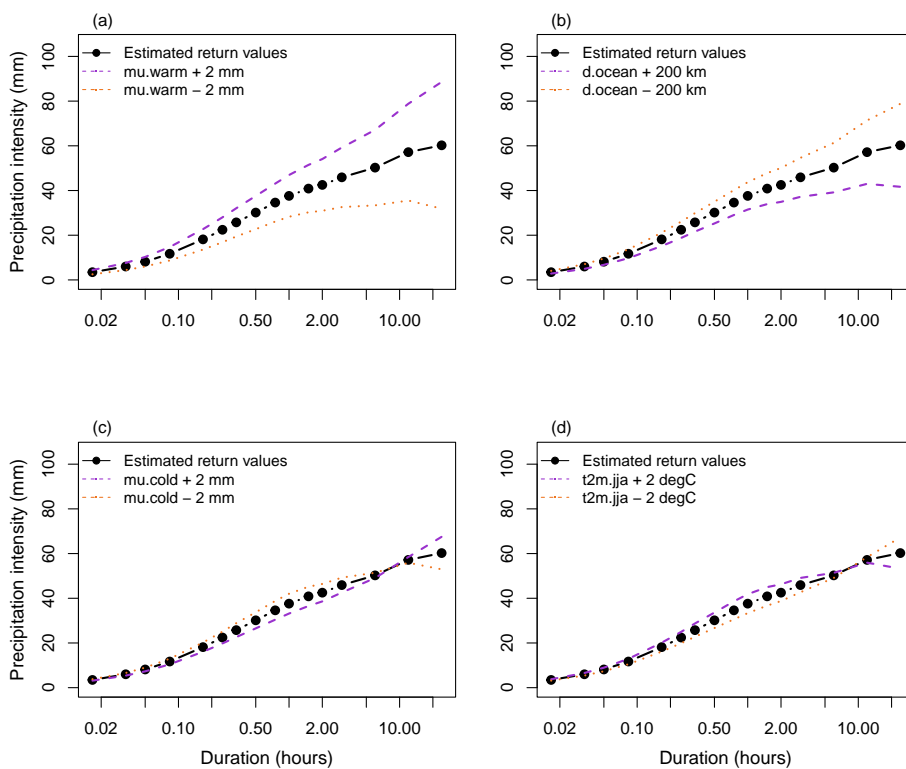 (a)
Precipitation intensity (mm)
0 20 40 60 80 100
Estimated return values
mu.warm + 2 mm
mu.warm − 2 mm
0.02 0.10 0.50 2.00 10.00
(b)
0 20 40 60 80 100
Estimated return values
d.ocean + 200 km
d.ocean − 200 km
0.02 0.10 0.50 2.00 10.00
(c)
Precipitation intensity (mm)
0 20 40 60 80 100
Estimated return values
mu.cold + 2 mm
mu.cold − 2 mm
0.02 0.10 0.50 2.00 10.00
Duration (hours)
(d)
0 20 40 60 80 100
Estimated return values
t2m.jja + 2 degC
t2m.jja − 2 degC
0.02 0.10 0.50 2.00 10.00
Duration (hours)